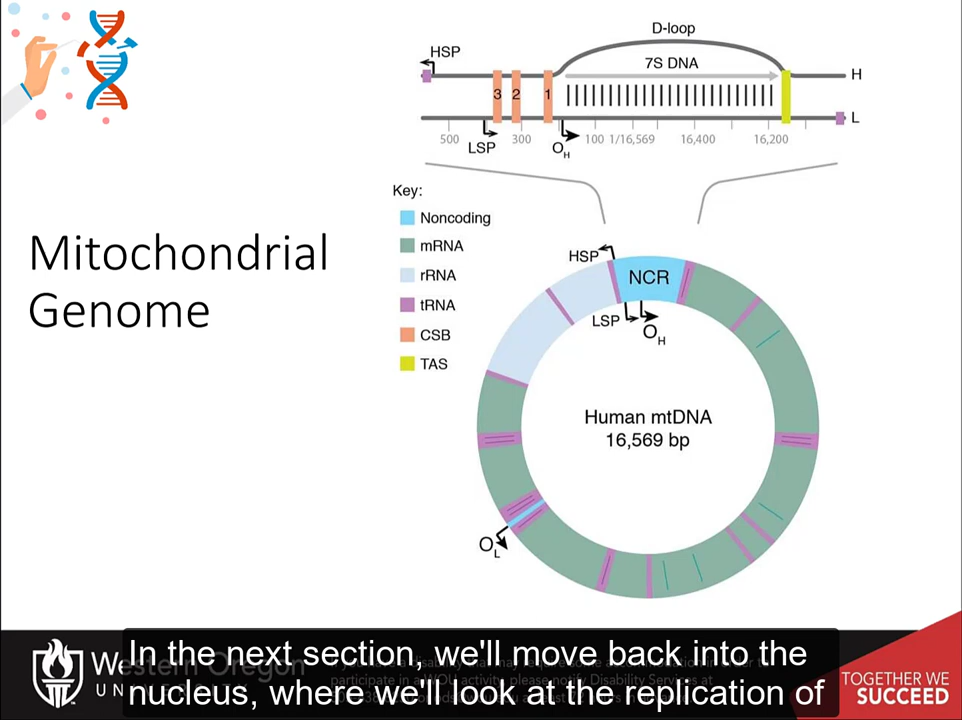 D-loop
HSP
7S DNA
H
3 2 1
L
500 300 100 1/16,569 16,400 16,200
LSP
OH
Key:
Noncoding
mRNA
rRNA
tRNA
CSB
TAS
Mitochondrial
Genome
HSP
NCR
LSP
OH
Human mtDNA
16,569 bp
OL
In the next section, we'll move back into the
nucleus, where we'll look at the replication of
Western Oregon
TOGETHER WE
SUCCEED